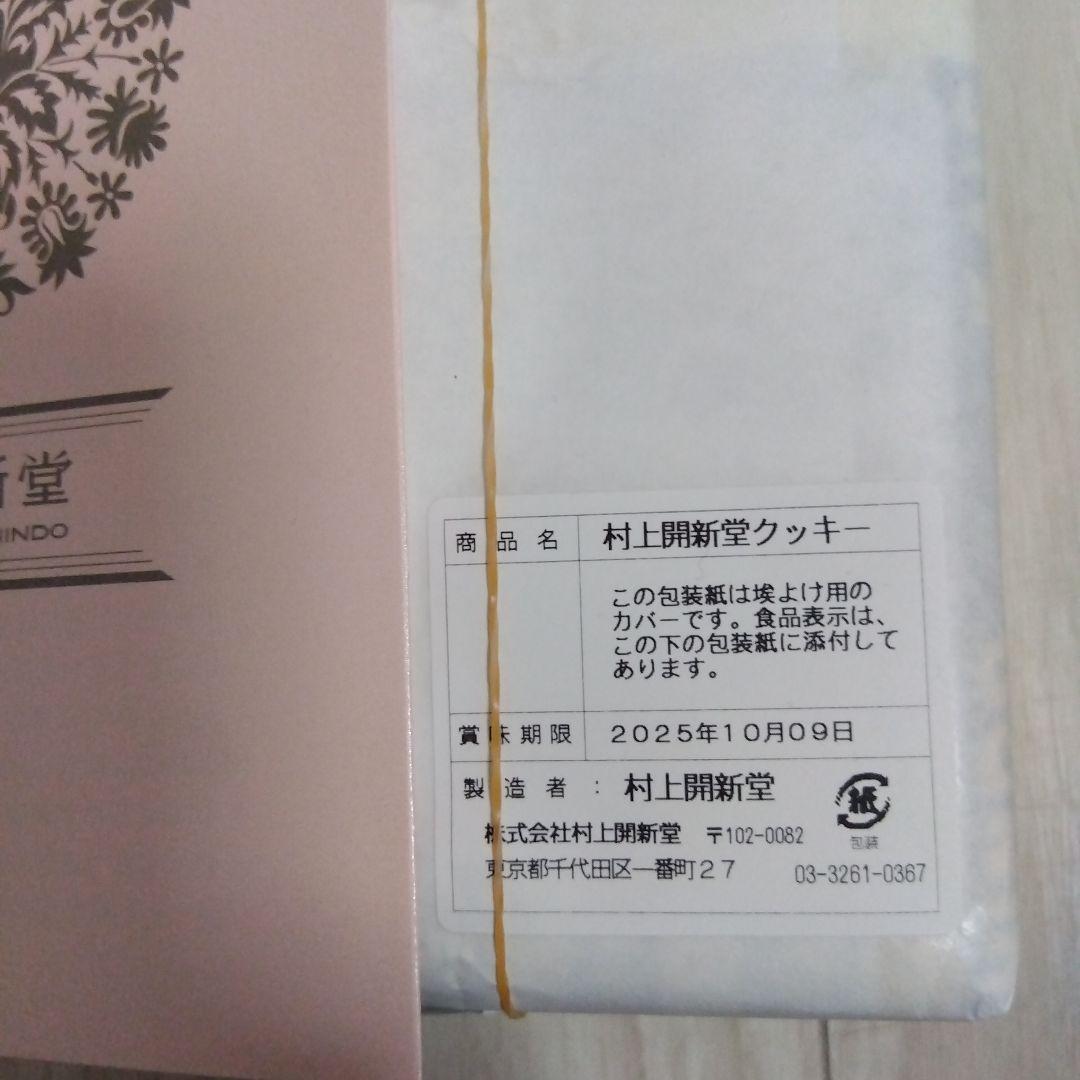 新堂
INDO
商品名 村上開新堂クッキー
この包装紙は埃よけ用の
カバーです。食品表示は、
この下の包装紙に添付して
あります。
賞味期限 2025年10月09日
製造者：村上開新堂
紙
包装
株式会社村上開新堂 〒102-0082
東京都千代田区一番町27 03-3261-0367